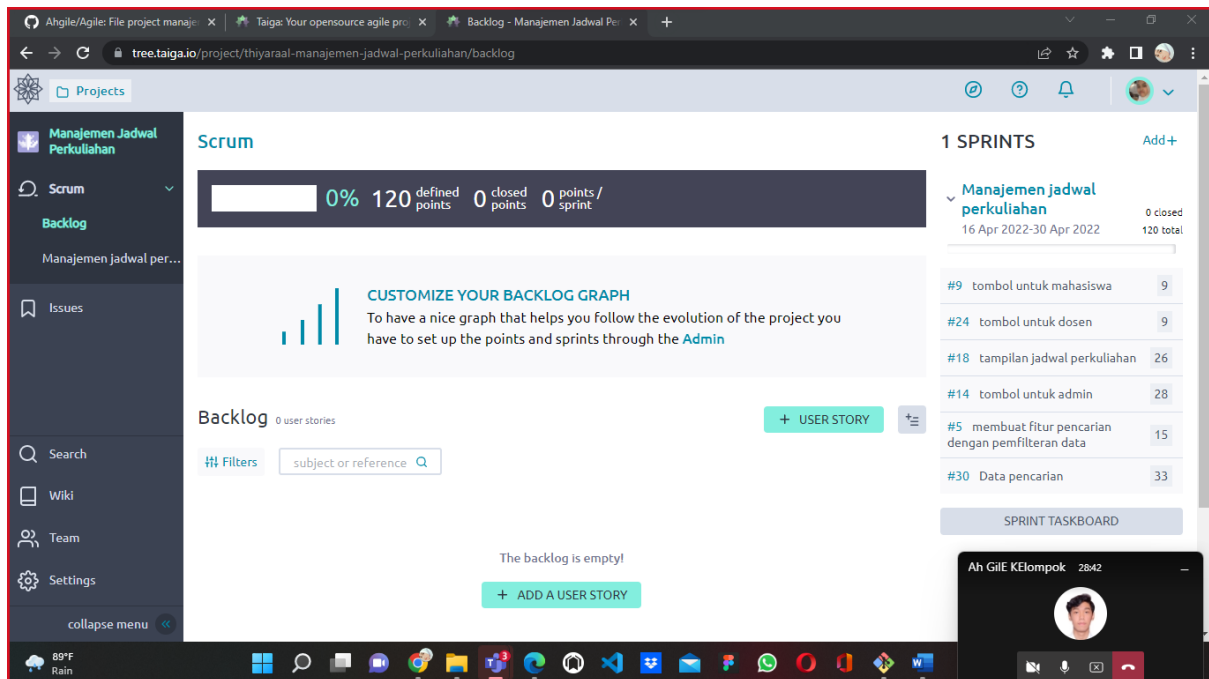 Ahgile/Agile: File project manaje
Taiga: Your opensource agile proj
Backlog - Manajemen Jadwal Per
tree.taiga.io/project/thiyaraal-manajemen-jadwal-perkuliahan/backlog
Projects
Manajemen Jadwal
Perkuliahan
Scrum
Backlog
Manajemen jadwal per...
Issues
Search
Wiki
Team
Settings
collapse menu
Scrum
0% 120 defined points 0 closed points 0 points / sprint
CUSTOMIZE YOUR BACKLOG GRAPH
To have a nice graph that helps you follow the evolution of the project you
have to set up the points and sprints through the Admin
Backlog 0 user stories
+ USER STORY
Filters
subject or reference
The backlog is empty!
+ ADD A USER STORY
1 SPRINTS
Add+
Manajemen jadwal
perkuliahan
0 closed
16 Apr 2022-30 Apr 2022
120 total
#9 tombol untuk mahasiswa 9
#24 tombol untuk dosen 9
#18 tampilan jadwal perkuliahan 26
#14 tombol untuk admin 28
#5 membuat fitur pencarian
dengan pemfilteran data 15
#30 Data pencarian 33
SPRINT TASKBOARD
Ah GilE KElompok 28:42
89°F
Rain
3